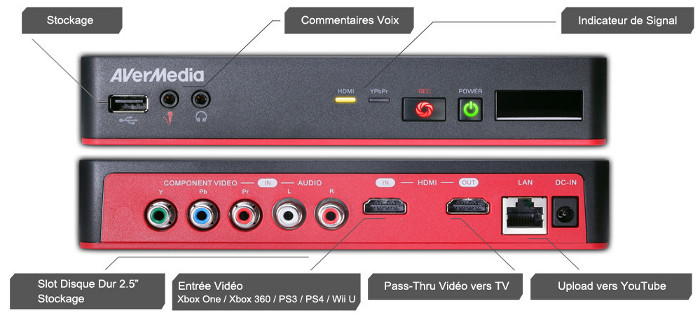 Stockage
Commentaires Voix
Indicateur de Signal
AVerMedia
HDMI
YPbPr
REC
POWER
COMPONENT VIDEO IN AUDIO
Y
Pb
Pr
L
R
IN HDMI OUT
LAN
DC-IN
Slot Disque Dur 2.5"
Stockage
Entrée Vidéo
Xbox One / Xbox 360 / PS3 / PS4 / Wii U
Pass-Thru Vidéo vers TV
Upload vers YouTube